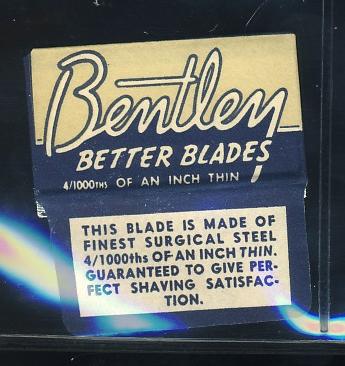 Bentley
BETTER BLADES
4/1000THS OF AN INCH THIN
THIS BLADE IS MADE OF
FINEST SURGICAL STEEL
4/1000ths OF AN INCH THIN.
GUARANTEED TO GIVE PER-
FECT SHAVING SATISFAC-
TION.